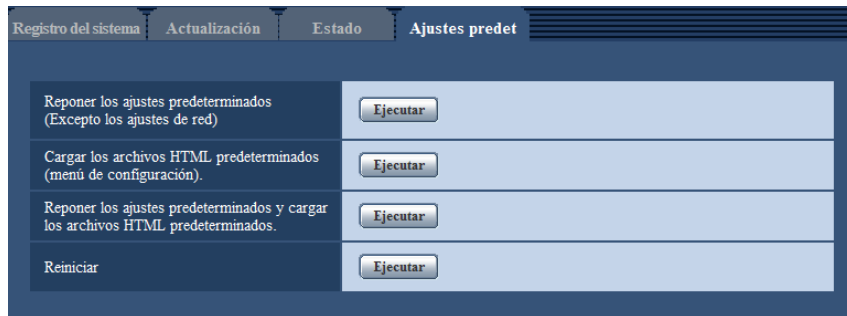 Registro del sistema Actualización Estado Ajustes predet
Reponer los ajustes predeterminados
(Excepto los ajustes de red)
Ejecutar
Cargar los archivos HTML predeterminados
(menú de configuración).
Ejecutar
Reponer los ajustes predeterminados y cargar
los archivos HTML predeterminados.
Ejecutar
Reiniciar
Ejecutar